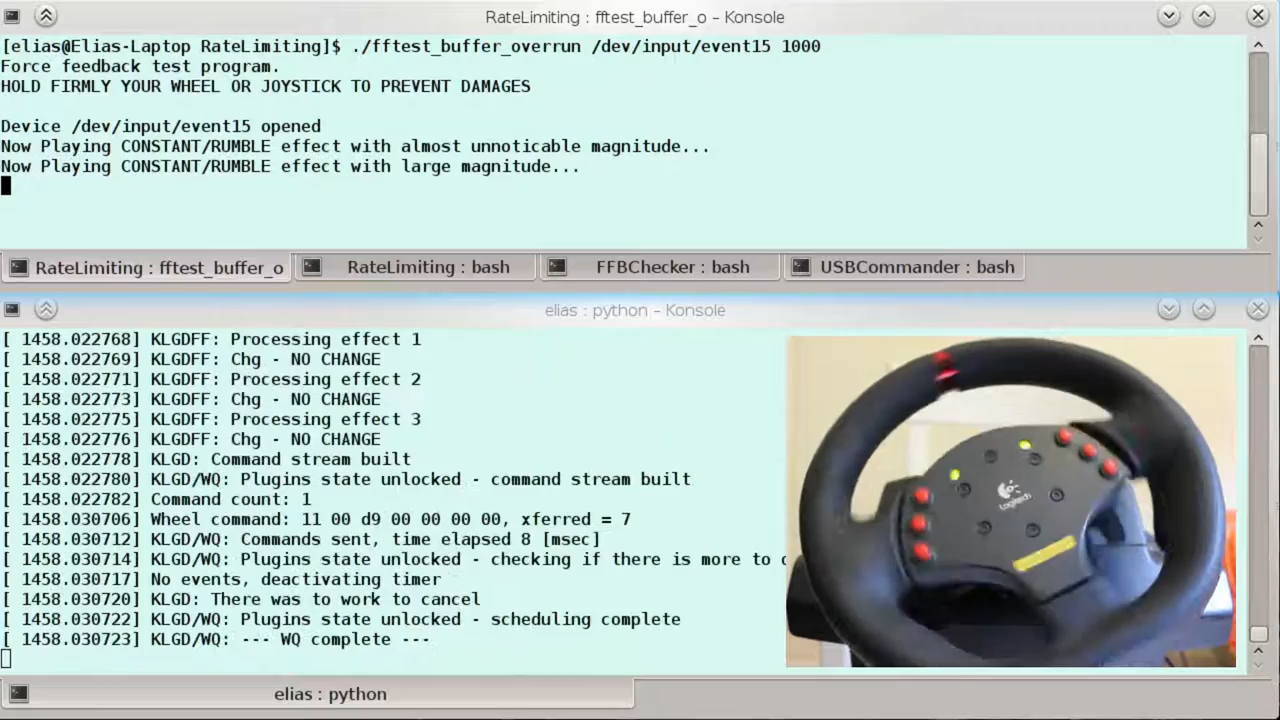 RateLimiting : fftest_buffer_o – Konsole
[elias@Elias-Laptop RateLimiting]$ ./fftest_buffer_overrun /dev/input/event15 1000
Force feedback test program.
HOLD FIRMLY YOUR WHEEL OR JOYSTICK TO PREVENT DAMAGES
Device /dev/input/event15 opened
Now Playing CONSTANT/RUMBLE effect with almost unnoticable magnitude...
Now Playing CONSTANT/RUMBLE effect with large magnitude...
RateLimiting : fftest_buffer_o
RateLimiting : bash
FFBChecker : bash
USBCommander : bash
elias : python – Konsole
[ 1458.022768] KLGDFF: Processing effect 1
[ 1458.022769] KLGDFF: Chg - NO CHANGE
[ 1458.022771] KLGDFF: Processing effect 2
[ 1458.022773] KLGDFF: Chg - NO CHANGE
[ 1458.022775] KLGDFF: Processing effect 3
[ 1458.022776] KLGDFF: Chg - NO CHANGE
[ 1458.022778] KLGD: Command stream built
[ 1458.022780] KLGD/WQ: Plugins state unlocked - command stream built
[ 1458.022782] Command count: 1
[ 1458.030706] Wheel command: 11 00 d9 00 00 00 00, xferred = 7
[ 1458.030712] KLGD/WQ: Commands sent, time elapsed 8 [msec]
[ 1458.030714] KLGD/WQ: Plugins state unlocked - checking if there is more to
[ 1458.030717] No events, deactivating timer
[ 1458.030720] KLGD: There was to work to cancel
[ 1458.030722] KLGD/WQ: Plugins state unlocked - scheduling complete
[ 1458.030723] KLGD/WQ: --- WQ complete ---
Logitech
elias : python